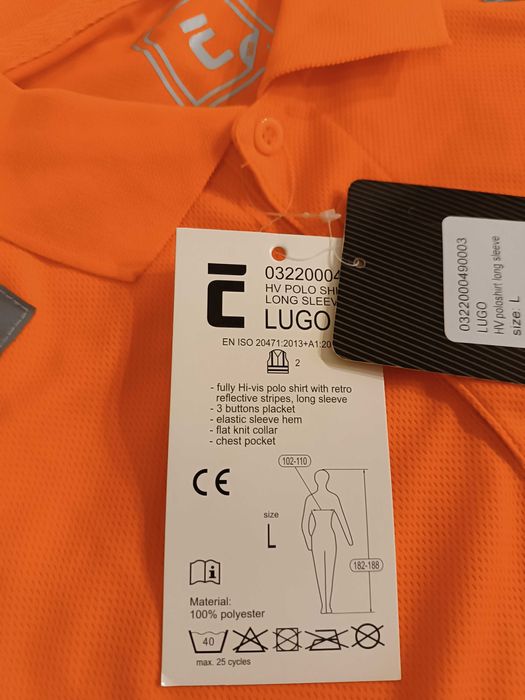 03220004
HV POLO SHI
LONG SLEEV
LUGO
EN ISO 20471:2013+A1:20
2
- fully Hi-vis polo shirt with retro
reflective stripes, long sleeve
- 3 buttons placket
- elastic sleeve hem
- flat knit collar
- chest pocket
CE
102-110
size
L
182-188
i
Material:
100% polyester
40
max. 25 cycles
0322000490003
LUGO
HV poloshirt long sleeve
size: L